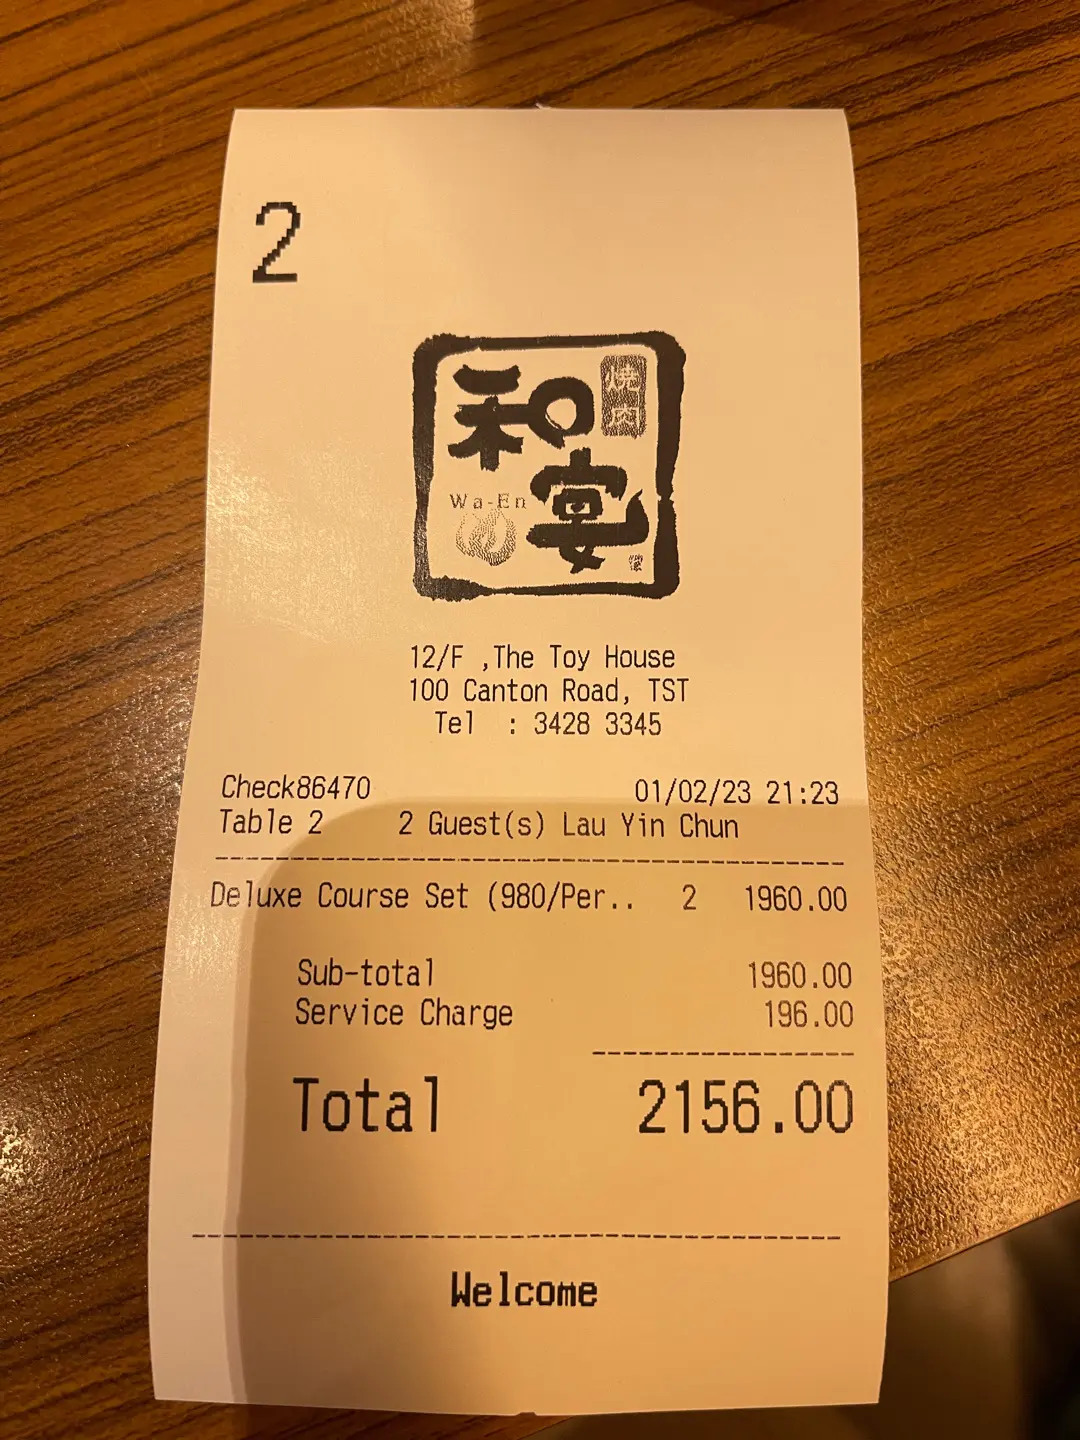 2
和
焼肉
宴
Wa-En
12/F ,The Toy House
100 Canton Road, TST
Tel : 3428 3345
Check86470 01/02/23 21:23
Table 2 2 Guest(s) Lau Yin Chun
Deluxe Course Set (980/Per.. 2 1960.00
Sub-total 1960.00
Service Charge 196.00
Total 2156.00
Welcome